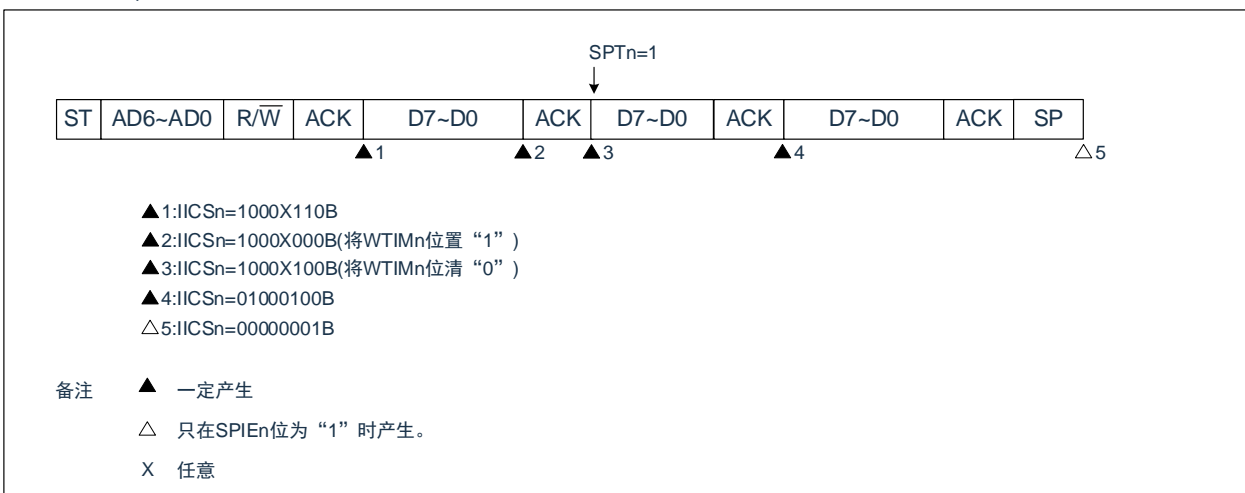 SPTn=1
ST AD6~AD0 R/W̅ ACK D7~D0 ACK D7~D0 ACK D7~D0 ACK SP
▲1 ▲2 ▲3 ▲4 △5
▲1:IICSn=1000X110B
▲2:IICSn=1000X000B(将WTIMn位置“1”)
▲3:IICSn=1000X100B(将WTIMn位清“0”)
▲4:IICSn=01000100B
△5:IICSn=00000001B
备注 ▲ 一定产生
△ 只在SPIEn位为“1”时产生。
X 任意